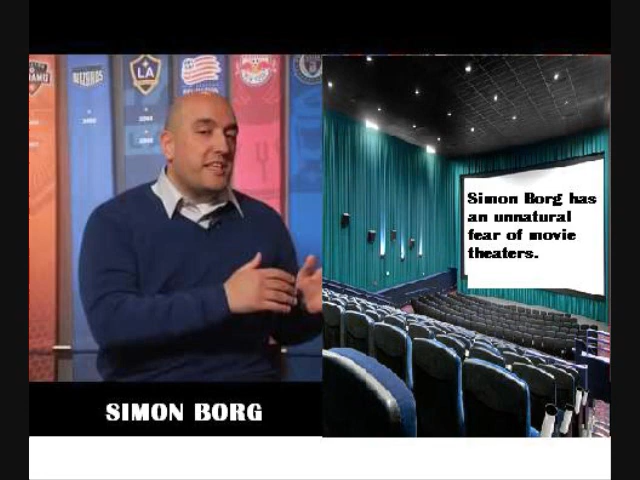 LA
SIMON BORG
Simon Borg has
an unnatural
fear of movie
theaters.